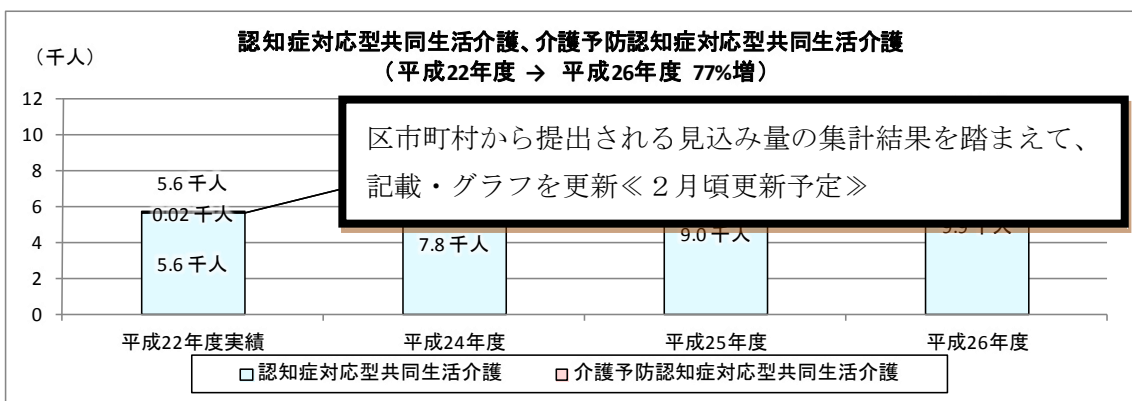 認知症対応型共同生活介護、介護予防認知症対応型共同生活介護
（平成22年度 → 平成26年度 77%増）
（千人）
12
10
8
6
4
2
0
区市町村から提出される見込み量の集計結果を踏まえて、
記載・グラフを更新≪２月頃更新予定≫
5.6 千人
0.02 千人
5.6 千人
7.8 千人
9.0 千人
9.9 千人
平成22年度実績
平成24年度
平成25年度
平成26年度
認知症対応型共同生活介護
介護予防認知症対応型共同生活介護